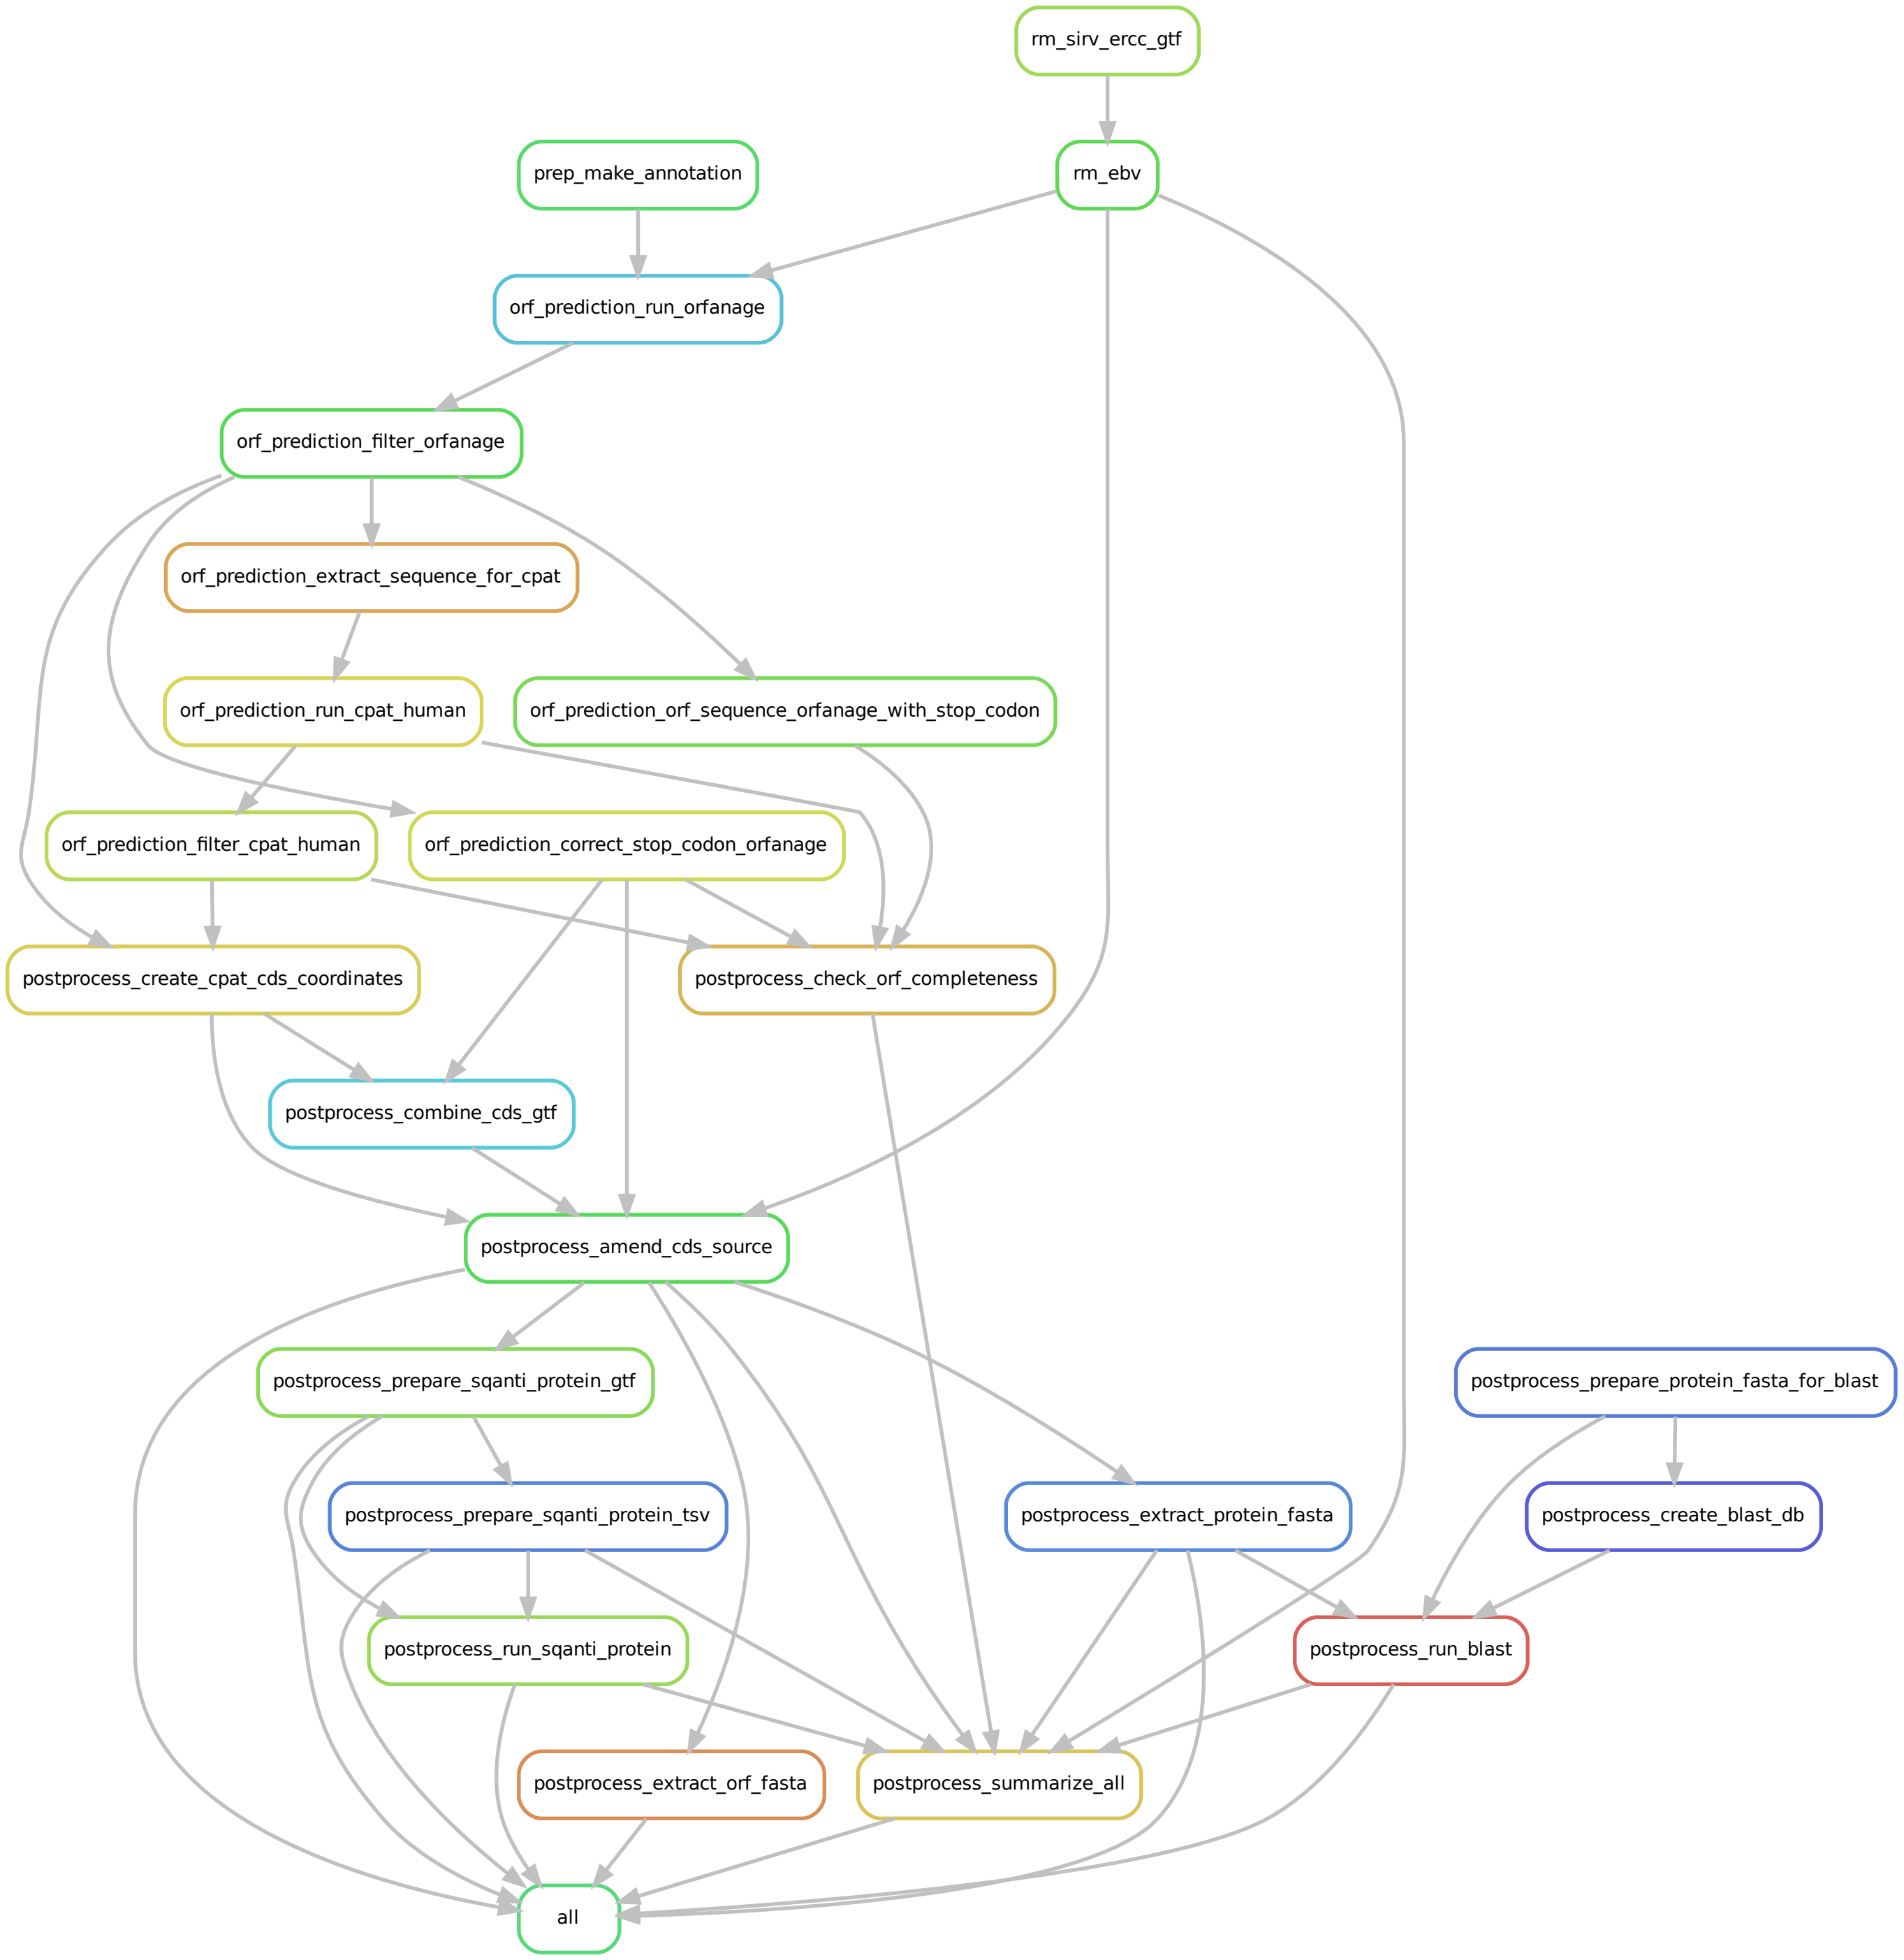 rm_sirv_ercc_gtf
prep_make_annotation
rm_ebv
orf_prediction_run_orfanage
orf_prediction_filter_orfanage
orf_prediction_extract_sequence_for_cpat
orf_prediction_run_cpat_human
orf_prediction_orf_sequence_orfanage_with_stop_codon
orf_prediction_filter_cpat_human
orf_prediction_correct_stop_codon_orfanage
postprocess_create_cpat_cds_coordinates
postprocess_check_orf_completeness
postprocess_combine_cds_gtf
postprocess_amend_cds_source
postprocess_prepare_sqanti_protein_gtf
postprocess_prepare_protein_fasta_for_blast
postprocess_prepare_sqanti_protein_tsv
postprocess_extract_protein_fasta
postprocess_create_blast_db
postprocess_run_sqanti_protein
postprocess_run_blast
postprocess_extract_orf_fasta
postprocess_summarize_all
all